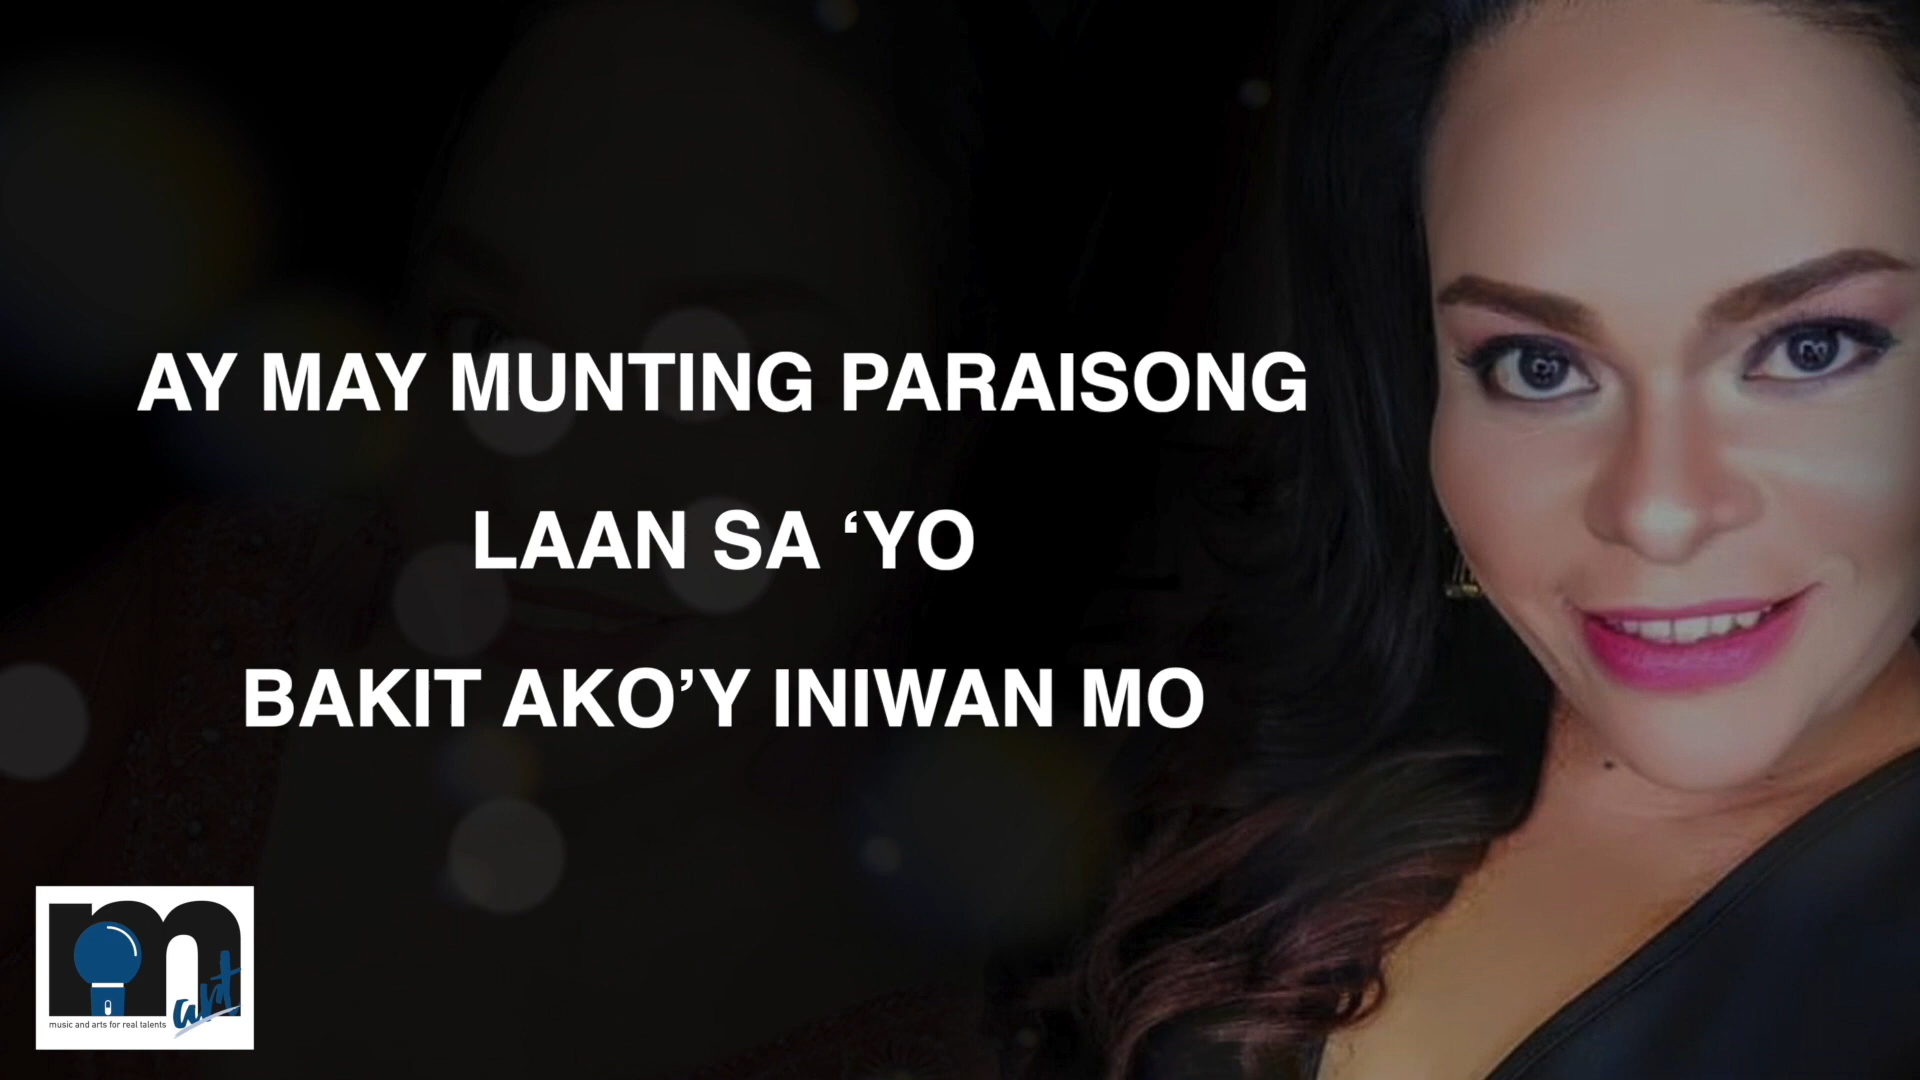 AY MAY MUNTING PARAISONG
LAAN SA ‘YO
BAKIT AKO’Y INIWAN MO
m art
music and arts for real talents